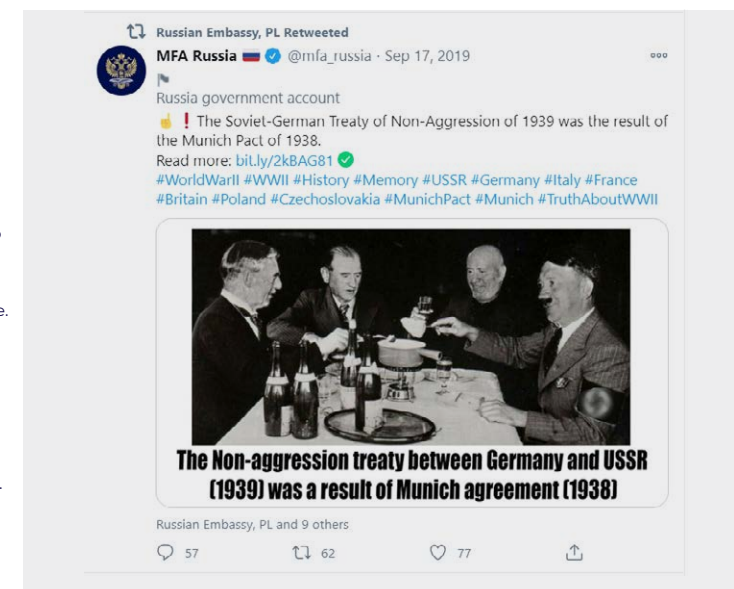 Russian Embassy, PL Retweeted
MFA Russia @mfa_russia · Sep 17, 2019
Russia government account
The Soviet-German Treaty of Non-Aggression of 1939 was the result of
the Munich Pact of 1938.
Read more: bit.ly/2kBAG81
#WorldWarII #WWII #History #Memory #USSR #Germany #Italy #France
#Britain #Poland #Czechoslovakia #MunichPact #Munich #TruthAboutWWII
The Non-aggression treaty between Germany and USSR
(1939) was a result of Munich agreement (1938)
Russian Embassy, PL and 9 others
57 62 77
e.